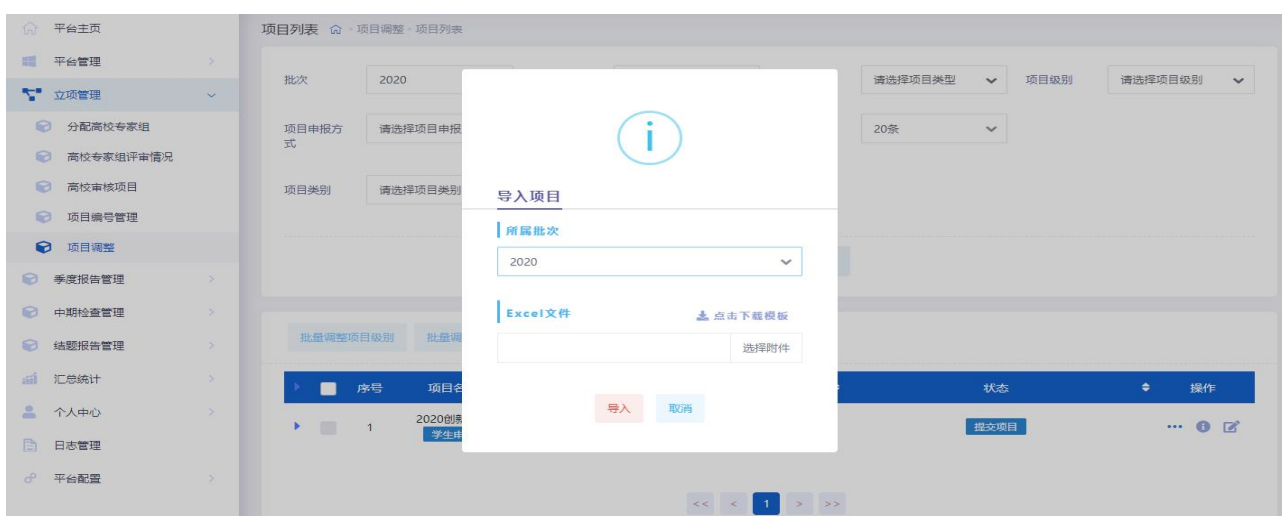 平台主页
平台管理
立项管理
分配高校专家组
高校专家组评审情况
高校审核项目
项目编号管理
项目调整
季度报告管理
中期检查管理
结题报告管理
汇总统计
个人中心
日志管理
平台配置
项目列表 项目调整 项目列表
批次 2020 请选择项目类型 项目级别 请选择项目级别
项目申报方式 请选择项目申报 20条
项目类别 请选择项目类别
i
导入项目
所属批次
2020
Excel文件 点击下载模板
选择附件
导入 取消
批量调整项目级别 批量调
序号 项目名 状态 操作
1 2020创新 提交项目
学生申
<< < 1 > >>